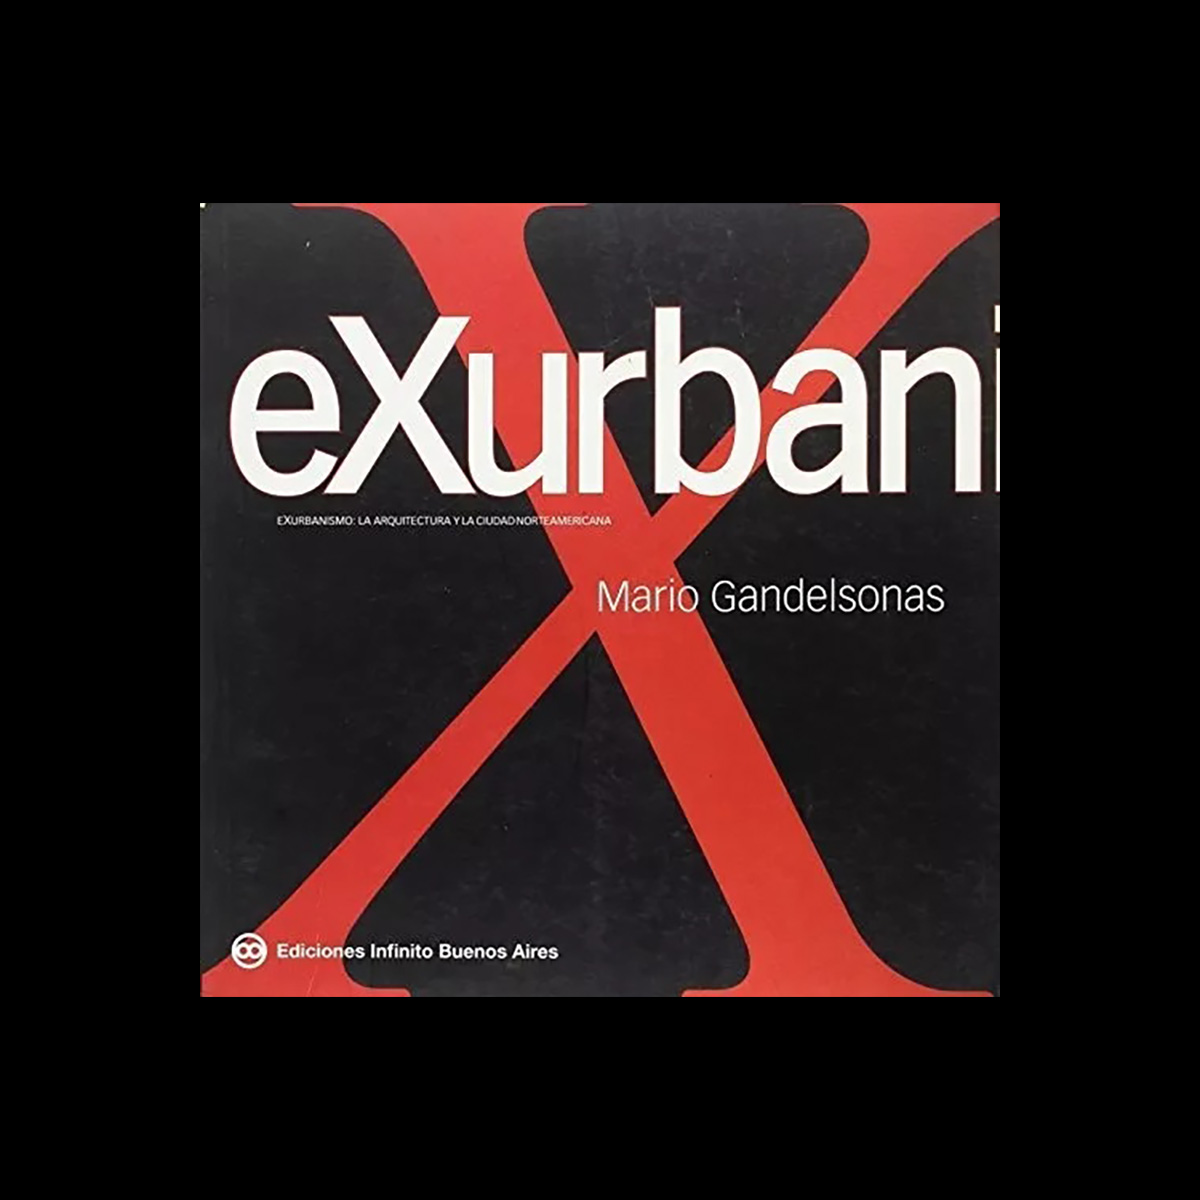 eXurbani
EXURBANISMO: LA ARQUITECTURA Y LA CIUDAD NORTEAMERICANA
Mario Gandelsonas
Ediciones Infinito Buenos Aires